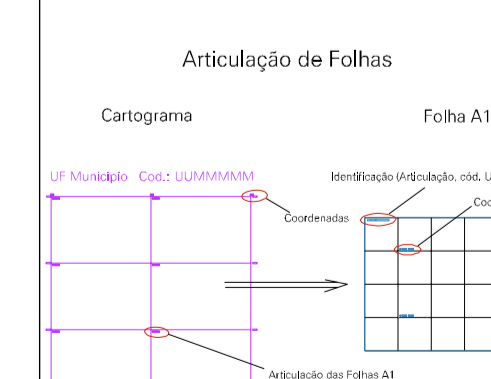 Articulação de Folhas
Cartograma
Folha A1
UF Município Cod.: UUMMMMM
Identificação (Articulação, cód. U
Coordenadas
Articulação das Folhas A1